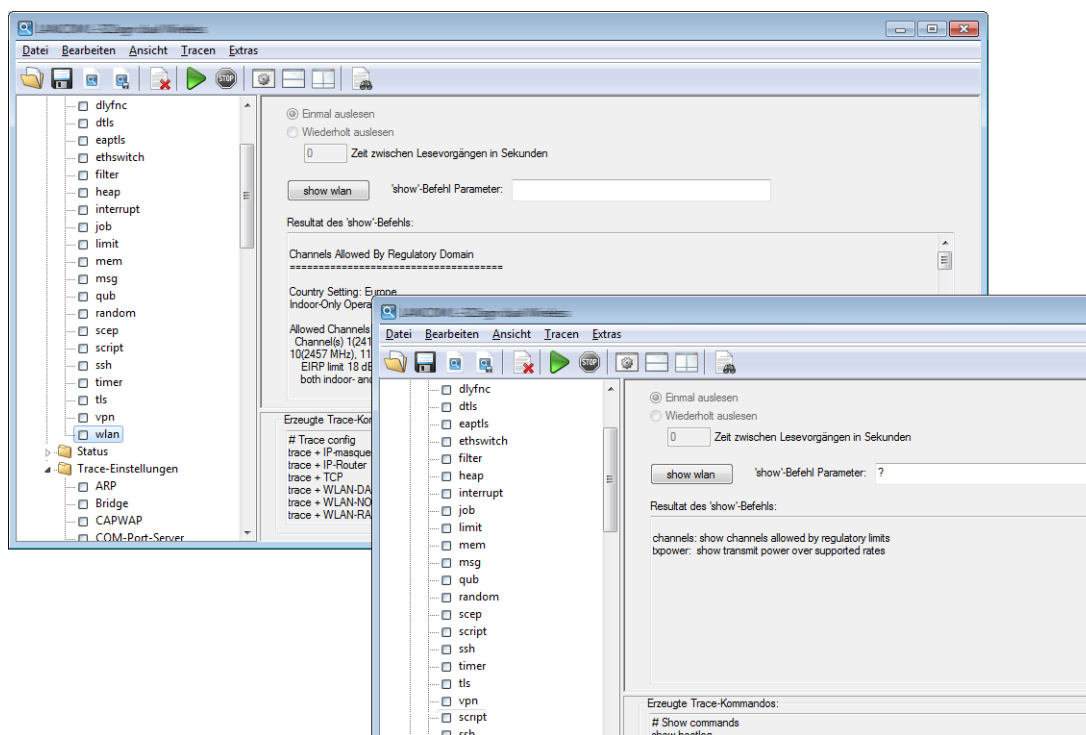 Datei Bearbeiten Ansicht Tracen Extras
STOP
dlyfnc
dtls
eaptls
ethswitch
filter
heap
interrupt
job
limit
mem
msg
qub
random
scep
script
ssh
timer
tls
vpn
wlan
Status
Trace-Einstellungen
ARP
Bridge
CAPWAP
COM-Port-Server
Einmal auslesen
Wiederholt auslesen
0 Zeit zwischen Lesevorgängen in Sekunden
show wlan 'show'-Befehl Parameter:
Resultat des 'show'-Befehls:
Channels Allowed By Regulatory Domain
=====================================
Country Setting: Europe
Indoor-Only Opera
Allowed Channels
Channel(s) 1(241
10(2457 MHz), 11
EIRP limit 18 dB
both indoor- and
Erzeugte Trace-Kor
# Trace config
trace + IP-masque
trace + IP-Router
trace + TCP
trace + WLAN-DA
trace + WLAN-NO
trace + WLAN-RA
Datei Bearbeiten Ansicht Tracen Extras
STOP
dlyfnc
dtls
eaptls
ethswitch
filter
heap
interrupt
job
limit
mem
msg
qub
random
scep
script
ssh
timer
tls
vpn
script
ssh
Einmal auslesen
Wiederholt auslesen
0 Zeit zwischen Lesevorgängen in Sekunden
show wlan 'show'-Befehl Parameter: ?
Resultat des 'show'-Befehls:
channels: show channels allowed by regulatory limits
txpower: show transmit power over supported rates
Erzeugte Trace-Kommandos:
# Show commands
show bootlog